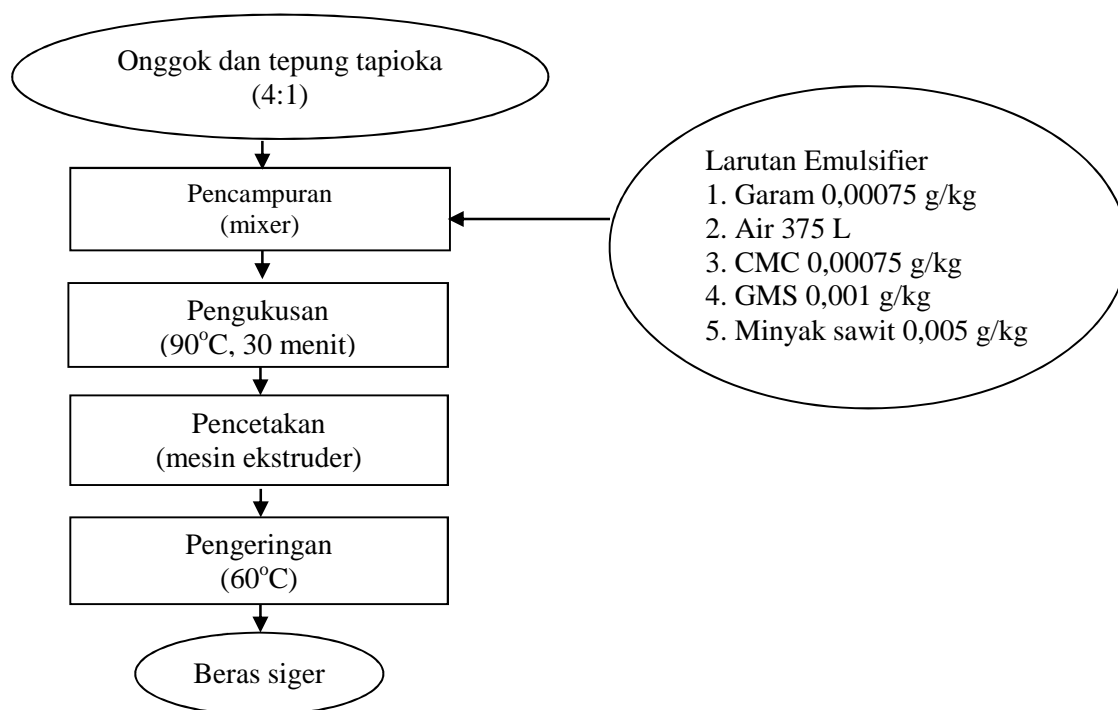 Onggok dan tepung tapioka
(4:1)
Pencampuran
(mixer)
Larutan Emulsifier
1. Garam 0,00075 g/kg
2. Air 375 L
3. CMC 0,00075 g/kg
4. GMS 0,001 g/kg
5. Minyak sawit 0,005 g/kg
Pengukusan
(90°C, 30 menit)
Pencetakan
(mesin ekstruder)
Pengeringan
(60°C)
Beras siger